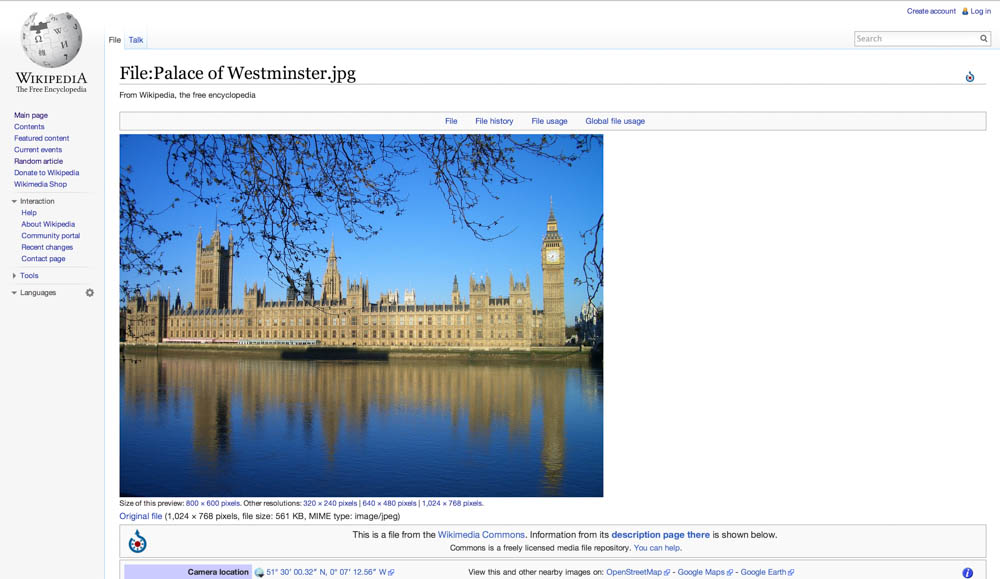 Create account Log in
WIKIPEDIA
The Free Encyclopedia
File Talk
Search
File:Palace of Westminster.jpg
From Wikipedia, the free encyclopedia
Main page
Contents
Featured content
Current events
Random article
Donate to Wikipedia
Wikimedia Shop
Interaction
Help
About Wikipedia
Community portal
Recent changes
Contact page
Tools
Languages
File File history File usage Global file usage
Size of this preview: 800 × 600 pixels. Other resolutions: 320 × 240 pixels | 640 × 480 pixels | 1,024 × 768 pixels.
Original file (1,024 × 768 pixels, file size: 561 KB, MIME type: image/jpeg)
This is a file from the Wikimedia Commons. Information from its description page there is shown below.
Commons is a freely licensed media file repository. You can help.
Camera location 51° 30′ 00.32″ N, 0° 07′ 12.56″ W View this and other nearby images on: OpenStreetMap - Google Maps - Google Earth